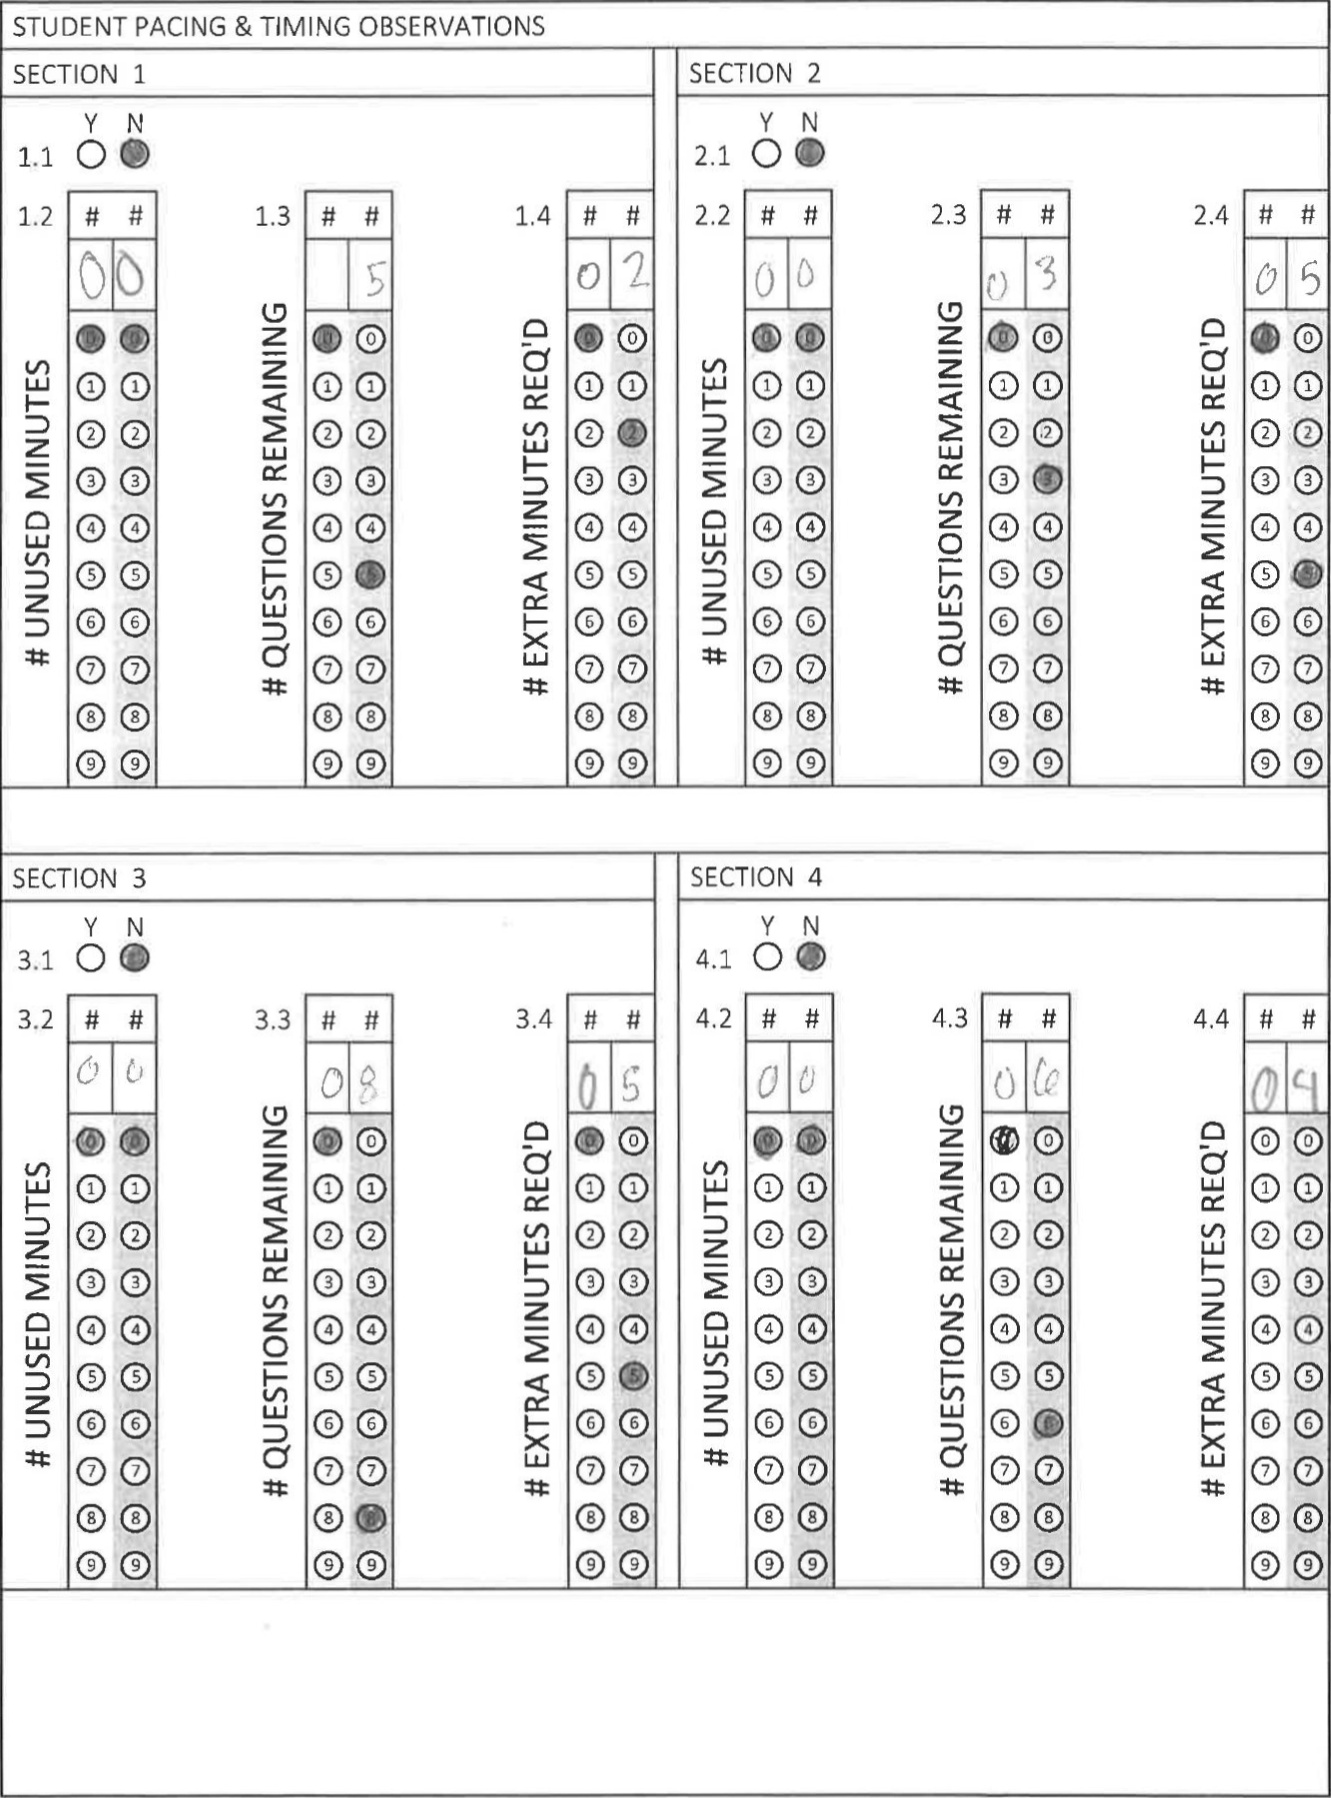 STUDENT PACING & TIMING OBSERVATIONS
SECTION 1
Y N
1.1
1.2 # # 1.3 # # 1.4 # #
0 0 5 0 2
# UNUSED MINUTES
# QUESTIONS REMAINING
# EXTRA MINUTES REQ'D
0 0 0 0 0 0
1 1 1 1 1 1
2 2 2 2 2 2
3 3 3 3 3 3
4 4 4 4 4 4
5 5 5 5 5 5
6 6 6 6 6 6
7 7 7 7 7 7
8 8 8 8 8 8
9 9 9 9 9 9
SECTION 2
Y N
2.1
2.2 # # 2.3 # # 2.4 # #
0 0 0 3 0 5
# UNUSED MINUTES
# QUESTIONS REMAINING
# EXTRA MINUTES REQ'D
0 0 0 0 0 0
1 1 1 1 1 1
2 2 2 2 2 2
3 3 3 3 3 3
4 4 4 4 4 4
5 5 5 5 5 5
6 6 6 6 6 6
7 7 7 7 7 7
8 8 8 8 8 8
9 9 9 9 9 9
SECTION 3
Y N
3.1
3.2 # # 3.3 # # 3.4 # #
0 0 0 8 0 5
# UNUSED MINUTES
# QUESTIONS REMAINING
# EXTRA MINUTES REQ'D
0 0 0 0 0 0
1 1 1 1 1 1
2 2 2 2 2 2
3 3 3 3 3 3
4 4 4 4 4 4
5 5 5 5 5 5
6 6 6 6 6 6
7 7 7 7 7 7
8 8 8 8 8 8
9 9 9 9 9 9
SECTION 4
Y N
4.1
4.2 # # 4.3 # # 4.4 # #
0 0 0 6 0 4
# UNUSED MINUTES
# QUESTIONS REMAINING
# EXTRA MINUTES REQ'D
0 0 0 0 0 0
1 1 1 1 1 1
2 2 2 2 2 2
3 3 3 3 3 3
4 4 4 4 4 4
5 5 5 5 5 5
6 6 6 6 6 6
7 7 7 7 7 7
8 8 8 8 8 8
9 9 9 9 9 9